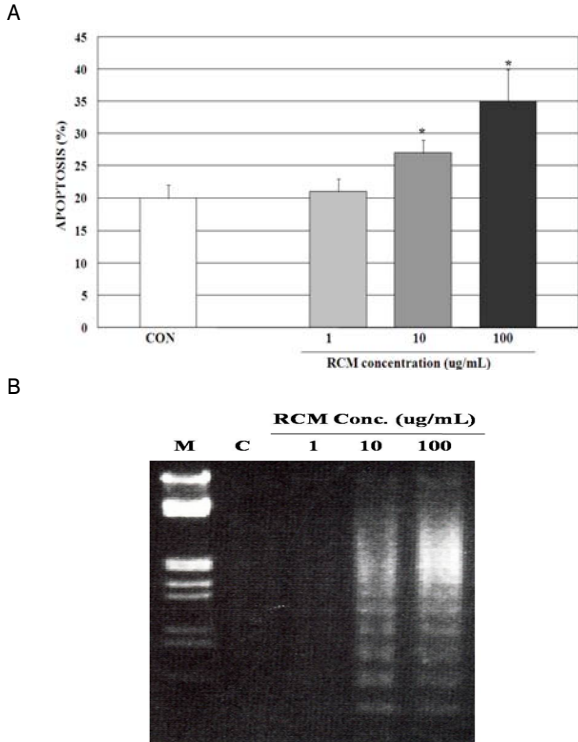 A
45
40
35
30
25
20
15
10
5
0
APOPTOSIS (%)
*
*
CON
1 10 100
RCM concentration (ug/mL)
B
RCM Conc. (ug/mL)
M C 1 10 100